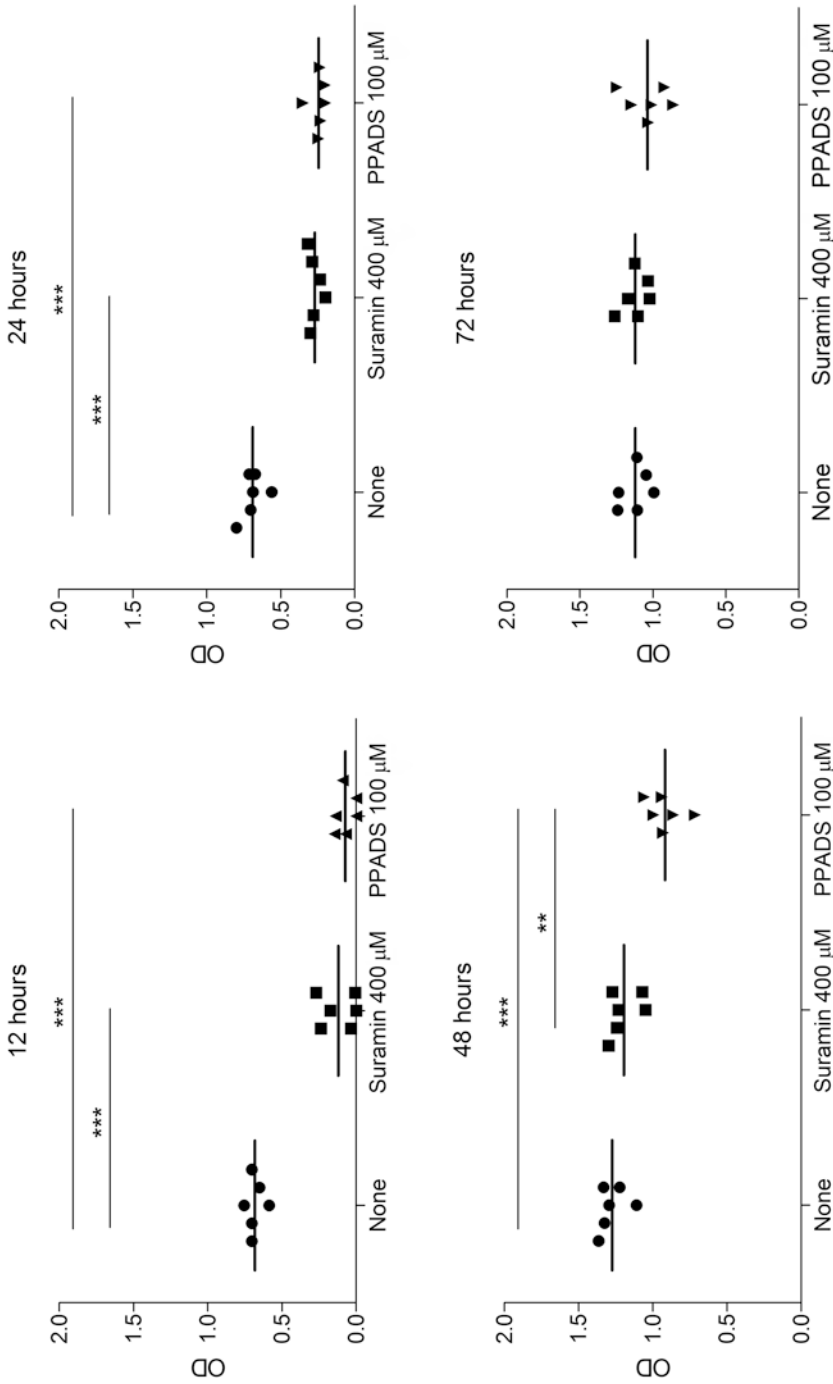 12 hours
***
***
OD
2.0
1.5
1.0
0.5
0.0
None
Suramin 400 µM
PPADS 100 µM
24 hours
***
***
OD
2.0
1.5
1.0
0.5
0.0
None
Suramin 400 µM
PPADS 100 µM
48 hours
***
**
OD
2.0
1.5
1.0
0.5
0.0
None
Suramin 400 µM
PPADS 100 µM
72 hours
OD
2.0
1.5
1.0
0.5
0.0
None
Suramin 400 µM
PPADS 100 µM